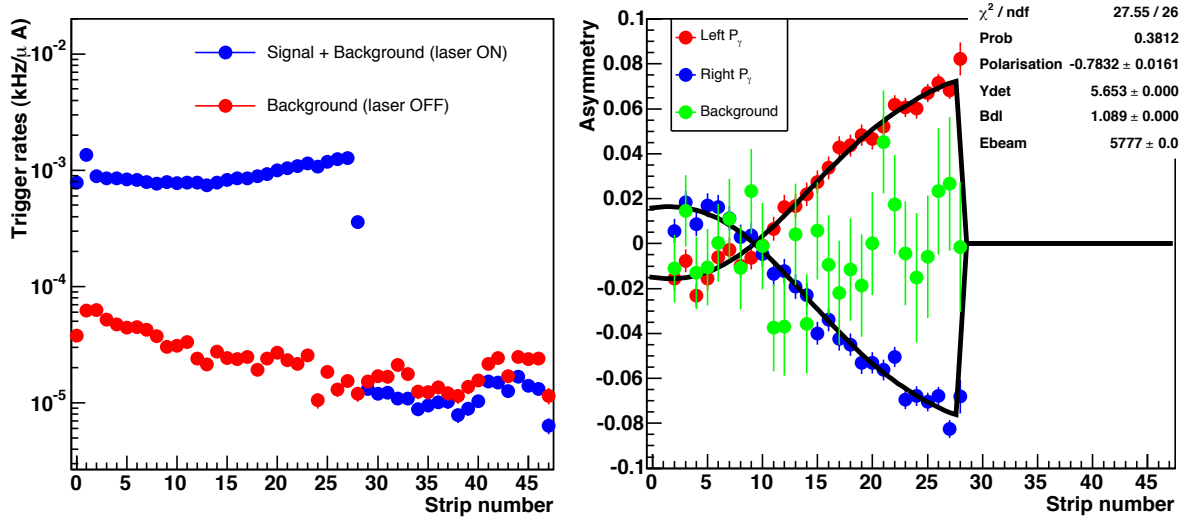 Trigger rates (kHz/μ A)
10⁻²
10⁻³
10⁻⁴
10⁻⁵
Signal + Background (laser ON)
Background (laser OFF)
0 5 10 15 20 25 30 35 40 45
Strip number
Asymmetry
0.1
0.08
0.06
0.04
0.02
0
-0.02
-0.04
-0.06
-0.08
-0.1
Left Pγ
Right Pγ
Background
χ² / ndf 27.55 / 26
Prob 0.3812
Polarisation -0.7832 ± 0.0161
Ydet 5.653 ± 0.000
Bdl 1.089 ± 0.000
Ebeam 5777 ± 0.0
0 5 10 15 20 25 30 35 40 45
Strip number